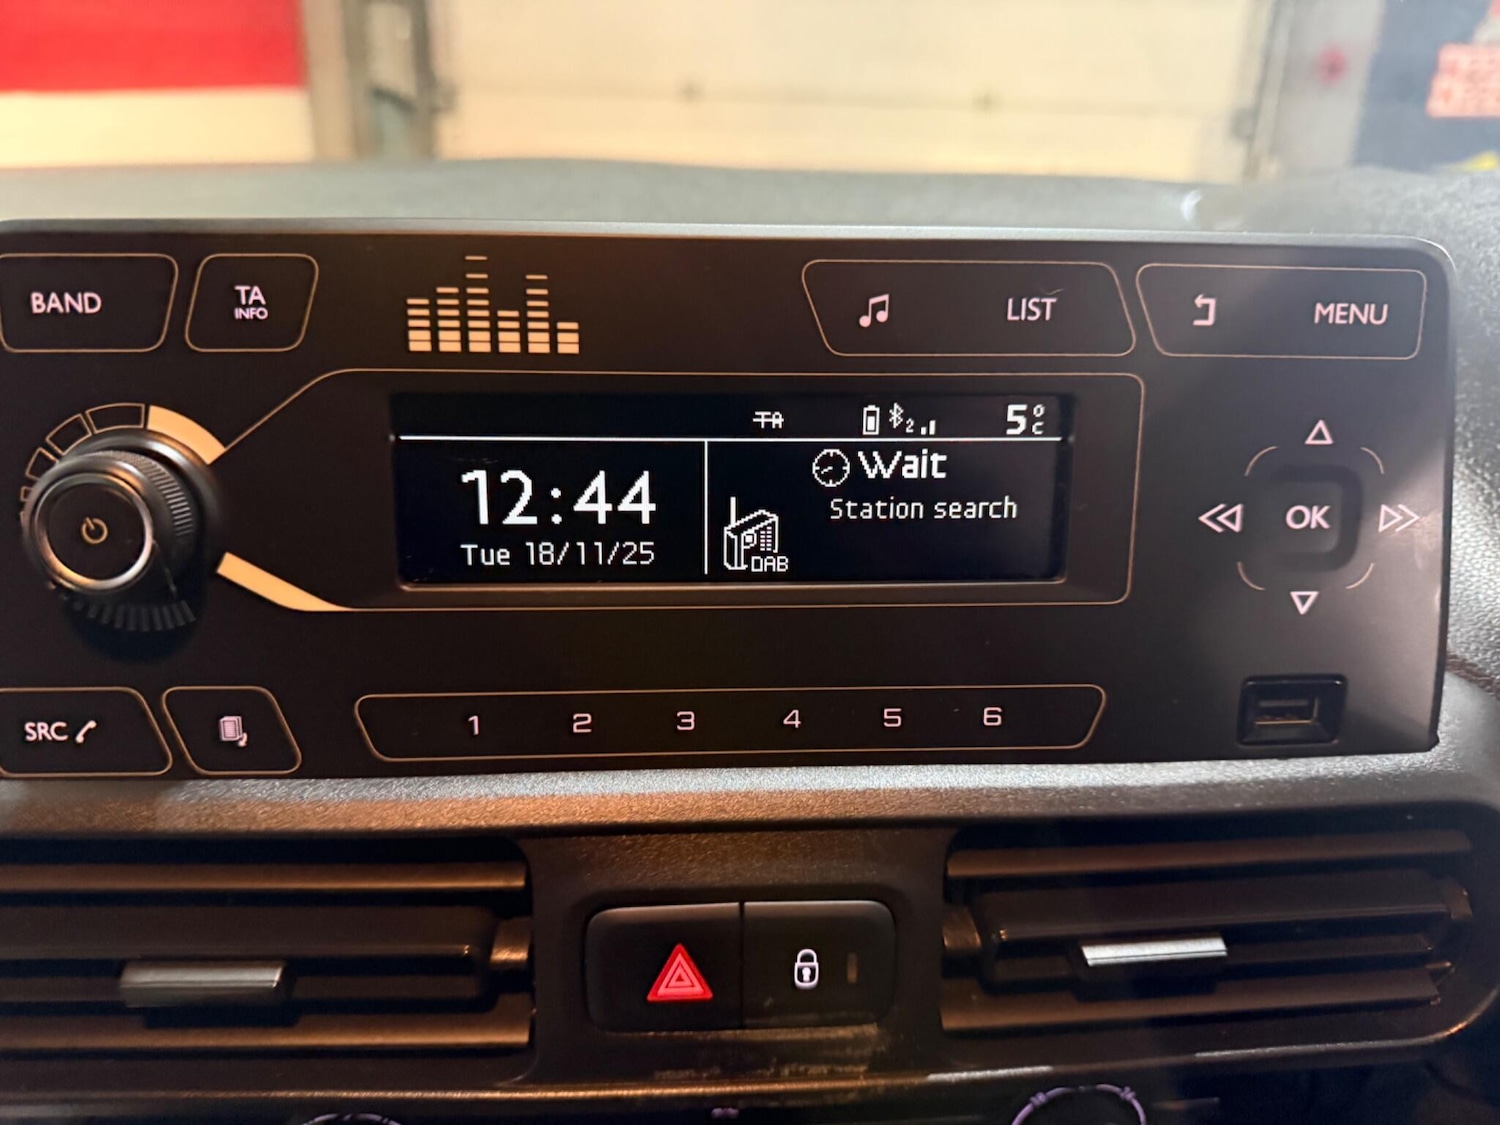 BAND
TA
INFO
LIST
MENU
TA
2
5°C
12:44
Tue 18/11/25
Wait
Station search
DAB
OK
SRC
1 2 3 4 5 6